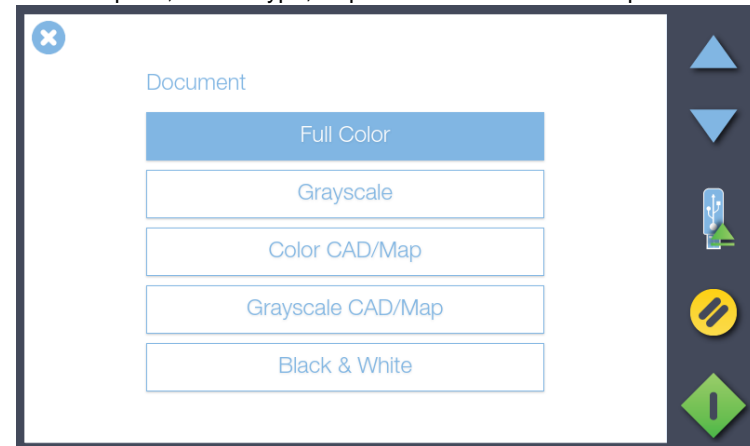 Document
Full Color
Grayscale
Color CAD/Map
Grayscale CAD/Map
Black & White